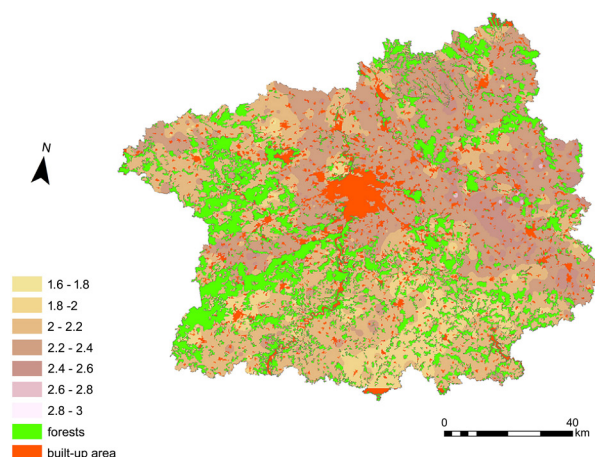 N
1.6 - 1.8
1.8 -2
2 - 2.2
2.2 - 2.4
2.4 - 2.6
2.6 - 2.8
2.8 - 3
forests
built-up area
0 40
km